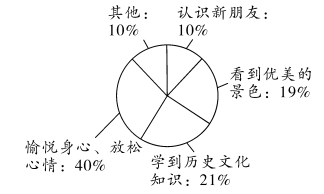 其他：
10%
认识新朋友：
10%
看到优美的
景色：19%
愉悦身心、放松
心情：40%
学到历史文化
知识：21%